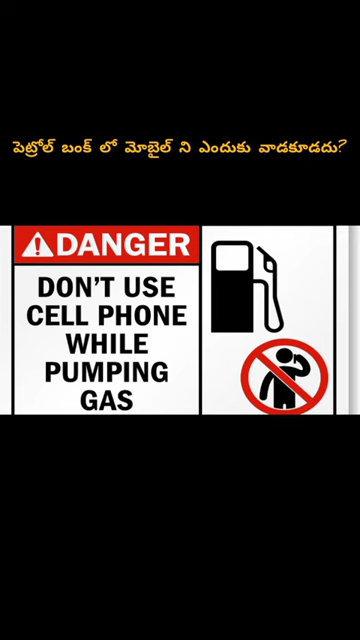 పెట్రోల్ బంక్ లో మోబైల్ ని ఎందుకు వాడకూడదు?
DANGER
DON'T USE
CELL PHONE
WHILE
PUMPING
GAS